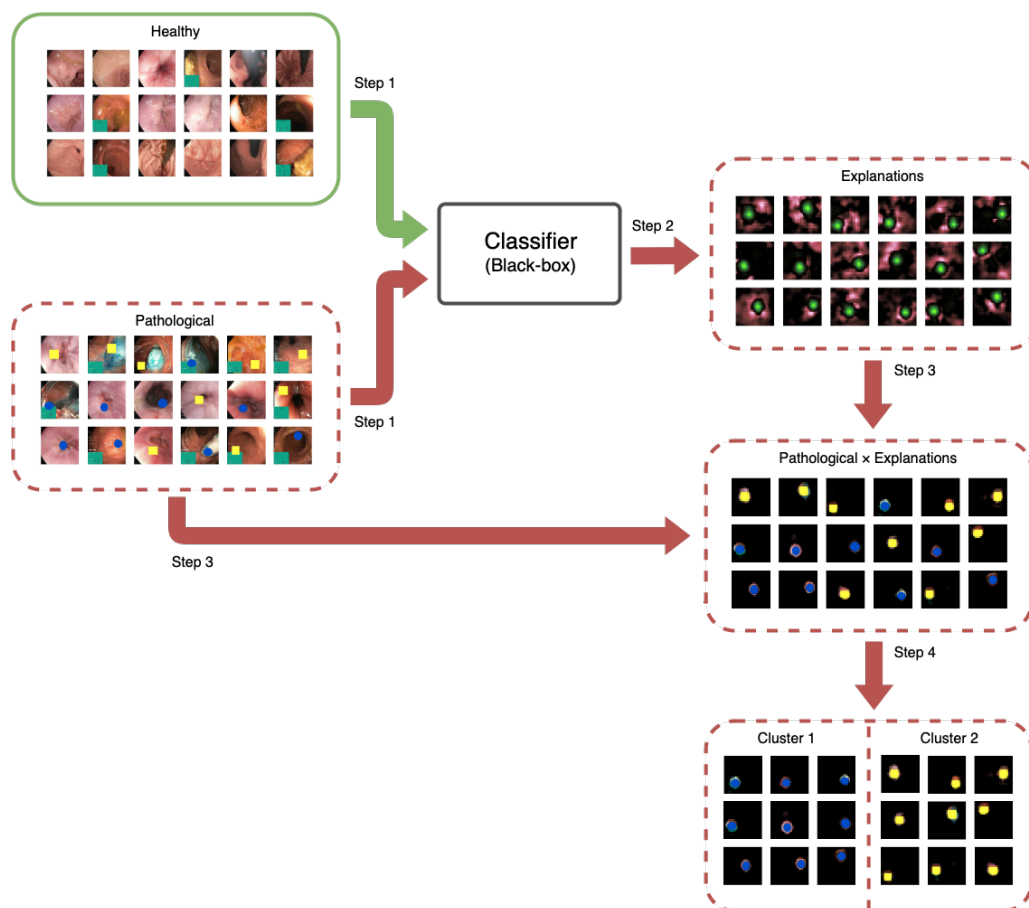 Healthy
Step 1
Classifier
(Black-box)
Step 2
Explanations
Pathological
Step 1
Step 3
Pathological × Explanations
Step 3
Step 4
Cluster 1
Cluster 2